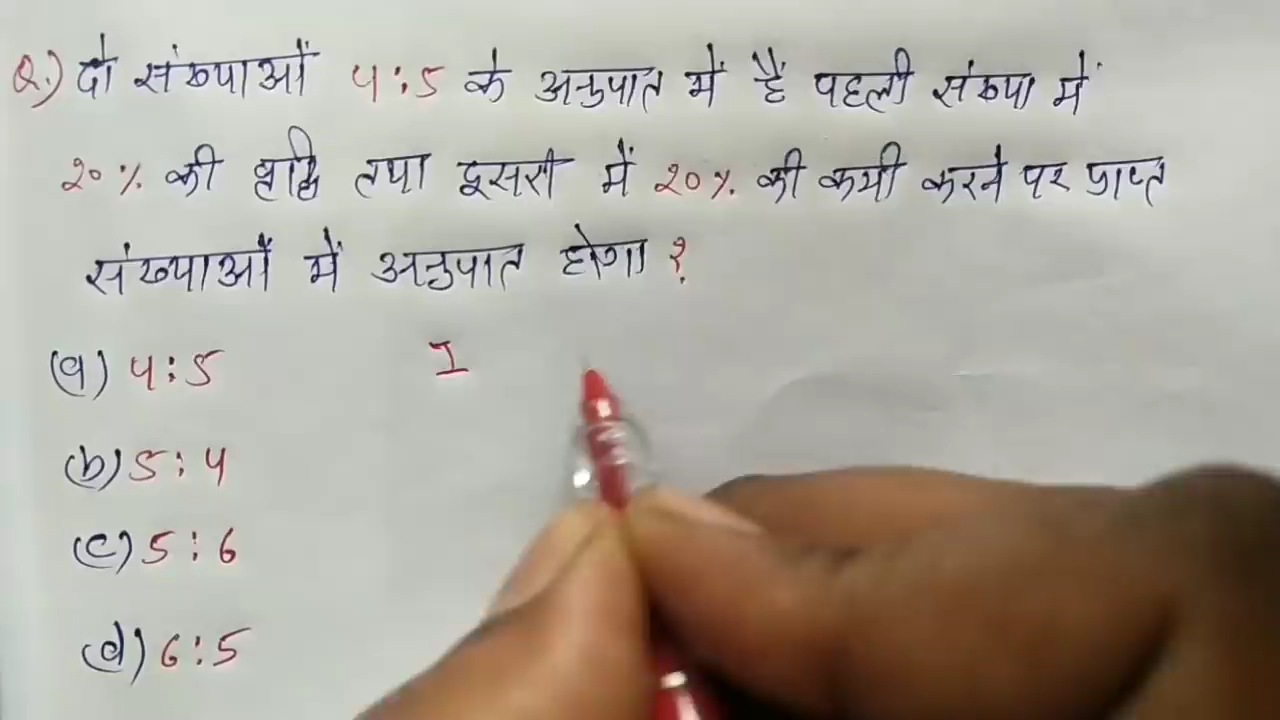 Q.) दो संख्याओं 4:5 के अनुपात में हैं पहली संख्या में
20% की वृद्धि तथा दूसरी में 20% की कमी करने पर प्राप्त
संख्याओं में अनुपात होगा ?
(a) 4:5
I
(b) 5:4
(c) 5:6
(d) 6:5